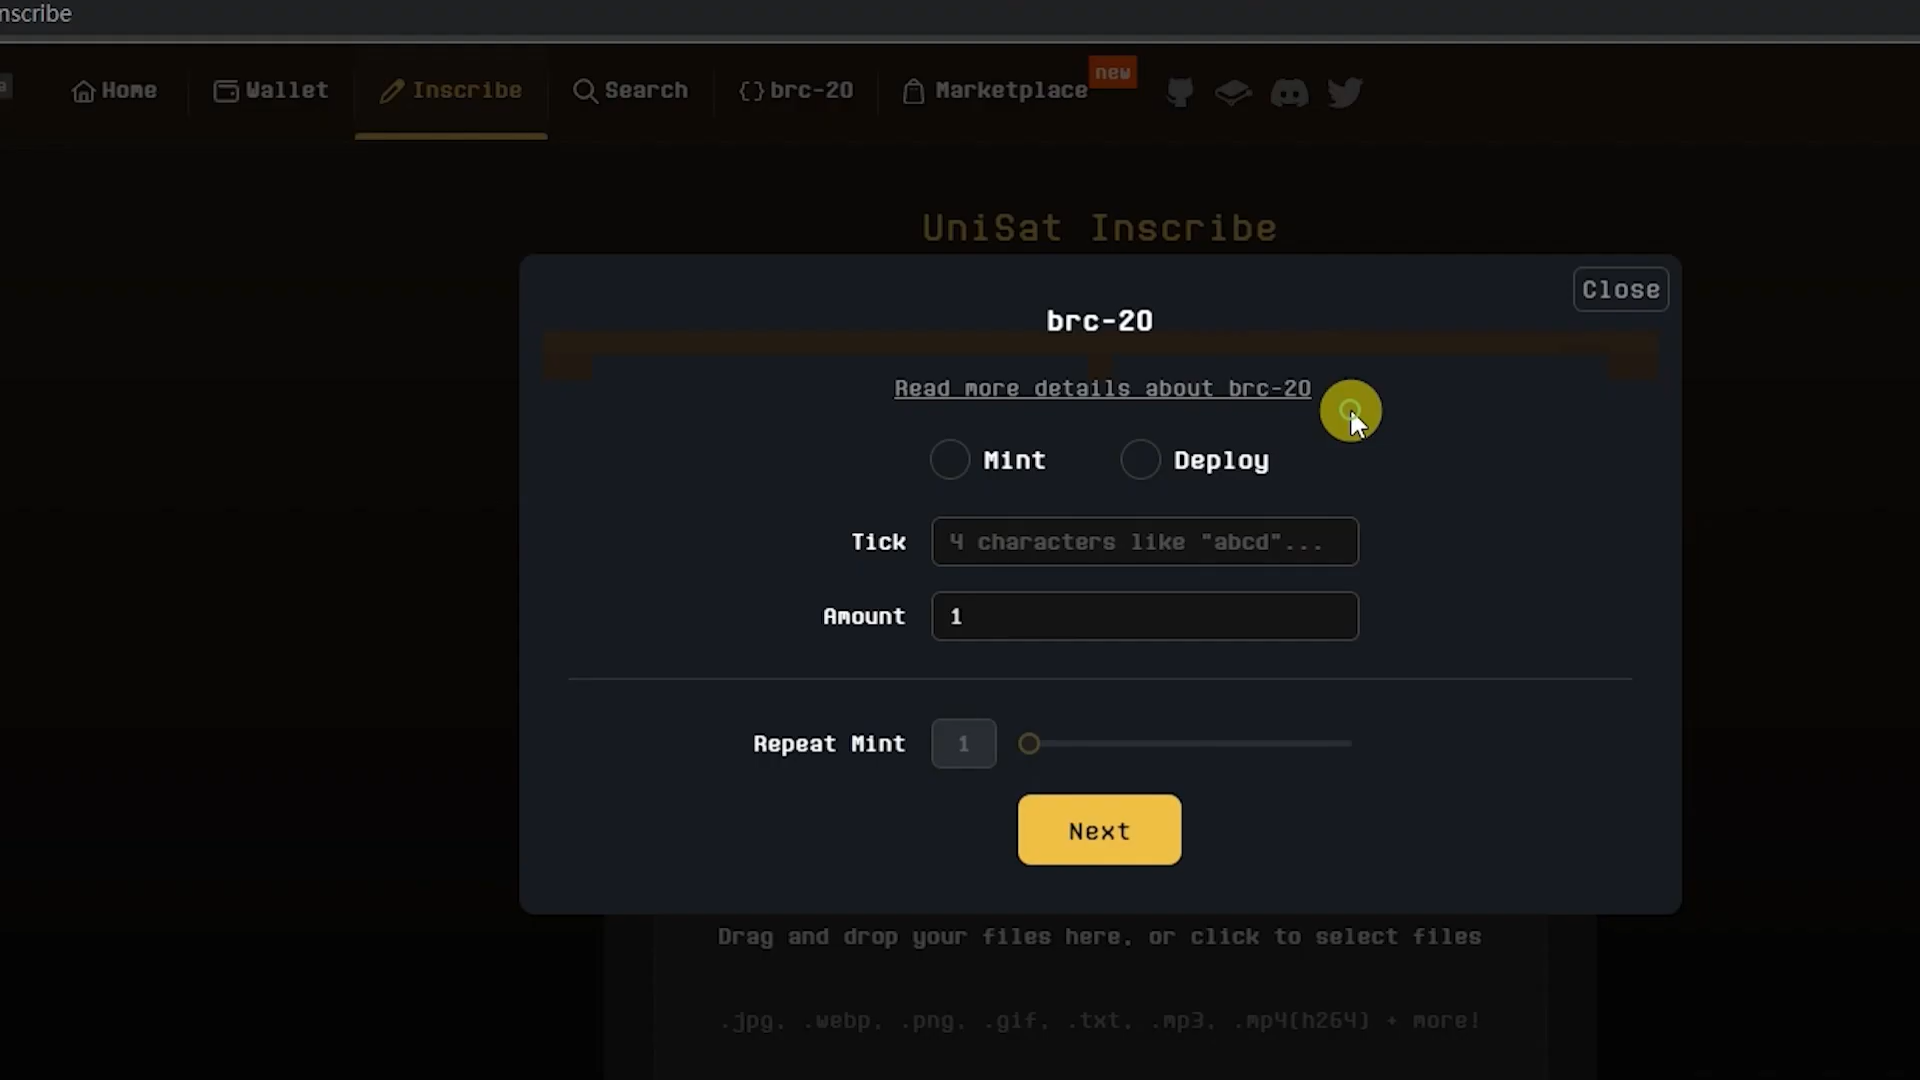 nscribe
Home Wallet Inscribe Search {} brc-20 Marketplace new
UniSat Inscribe
Close
brc-20
Read more details about brc-20
Mint Deploy
Tick 4 characters like "abcd"...
Amount 1
Repeat Mint 1
Next
Drag and drop your files here, or click to select files
.jpg, .webp, .png, .gif, .txt, .mp3, .mp4(h264) + more!